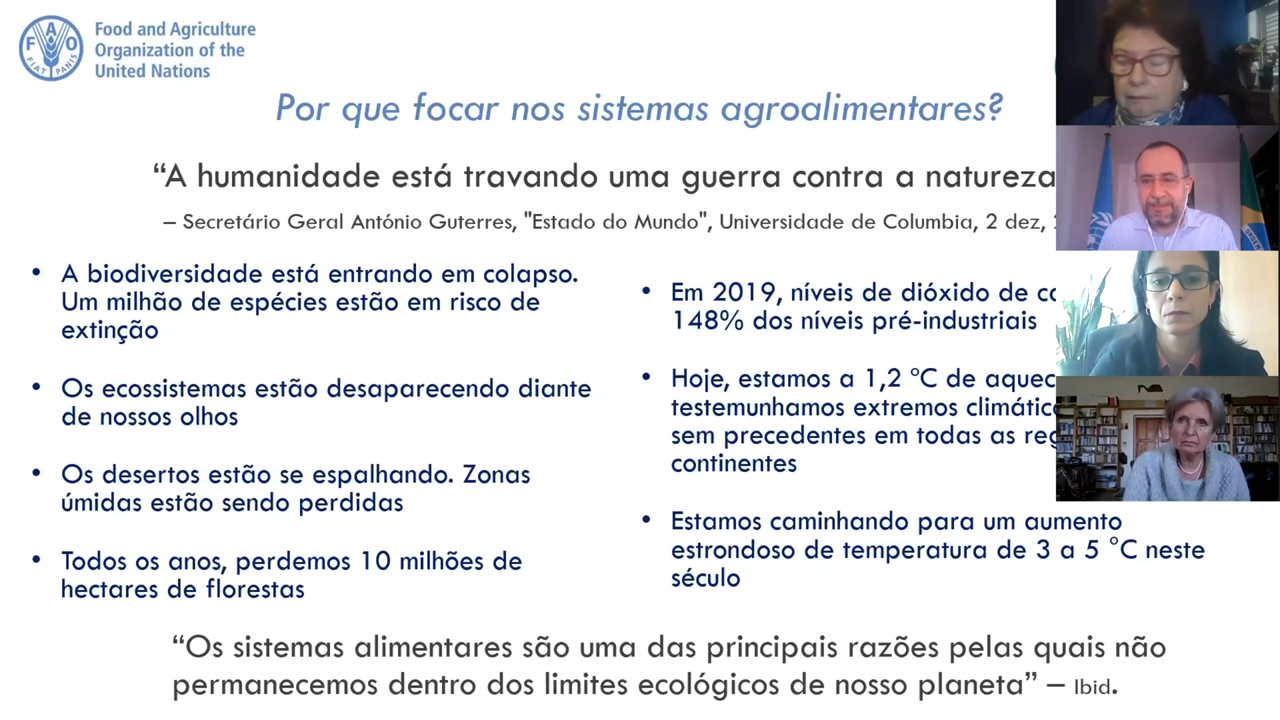 FAO
FIAT PANIS
Food and Agriculture
Organization of the
United Nations
Por que focar nos sistemas agroalimentares?
“A humanidade está travando uma guerra contra a natureza
– Secretário Geral António Guterres, "Estado do Mundo", Universidade de Columbia, 2 dez,
• A biodiversidade está entrando em colapso.
Um milhão de espécies estão em risco de
extinção
• Os ecossistemas estão desaparecendo diante
de nossos olhos
• Os desertos estão se espalhando. Zonas
úmidas estão sendo perdidas
• Todos os anos, perdemos 10 milhões de
hectares de florestas
• Em 2019, níveis de dióxido de
148% dos níveis pré-industriais
• Hoje, estamos a 1,2 ºC de
testemunhamos extremos
sem precedentes em todas as
continentes
• Estamos caminhando para um aumento
estrondoso de temperatura de 3 a 5 °C neste
século
“Os sistemas alimentares são uma das principais razões pelas quais não
permanecemos dentro dos limites ecológicos de nosso planeta” – Ibid.